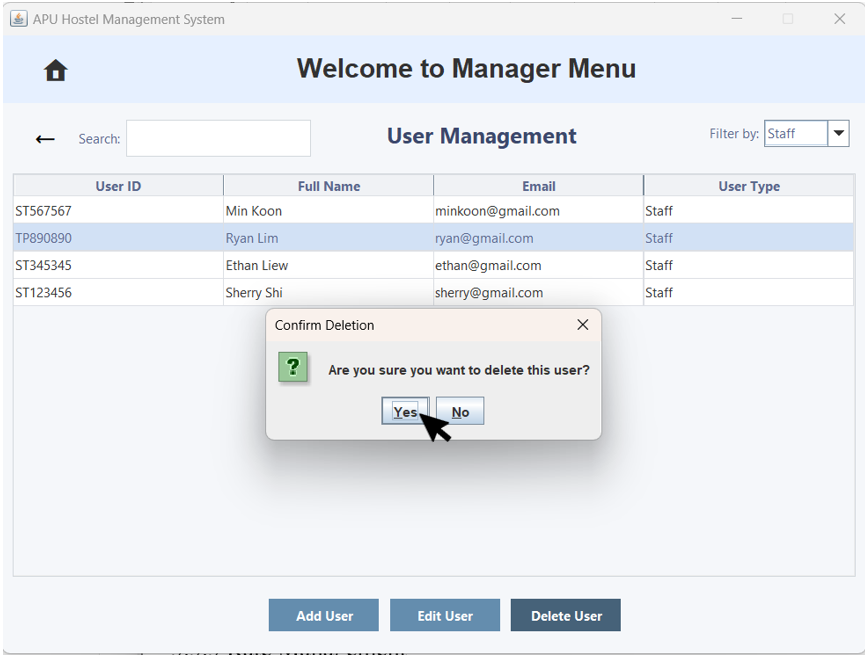 APU Hostel Management System
Welcome to Manager Menu
Search:
User Management
Filter by: Staff
User ID Full Name Email User Type
ST567567 Min Koon minkoon@gmail.com Staff
TP890890 Ryan Lim ryan@gmail.com Staff
ST345345 Ethan Liew ethan@gmail.com Staff
ST123456 Sherry Shi sherry@gmail.com Staff
Confirm Deletion
? Are you sure you want to delete this user?
Yes No
Add User Edit User Delete User